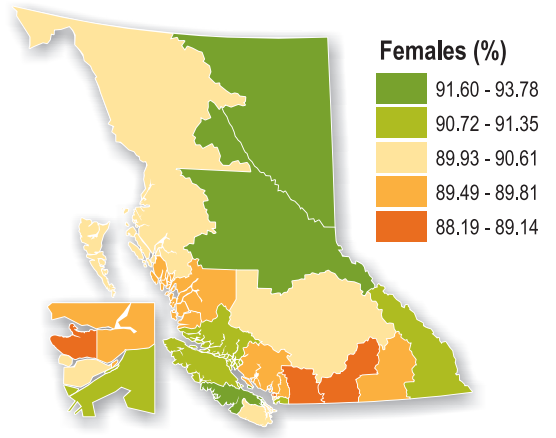 Females (%)
91.60 - 93.78
90.72 - 91.35
89.93 - 90.61
89.49 - 89.81
88.19 - 89.14